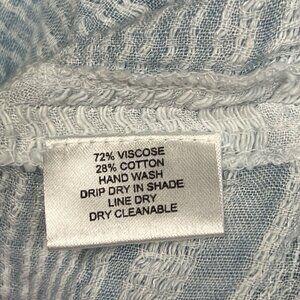 72% VISCOSE
28% COTTON
HAND WASH
DRIP DRY IN SHADE
LINE DRY
DRY CLEANABLE